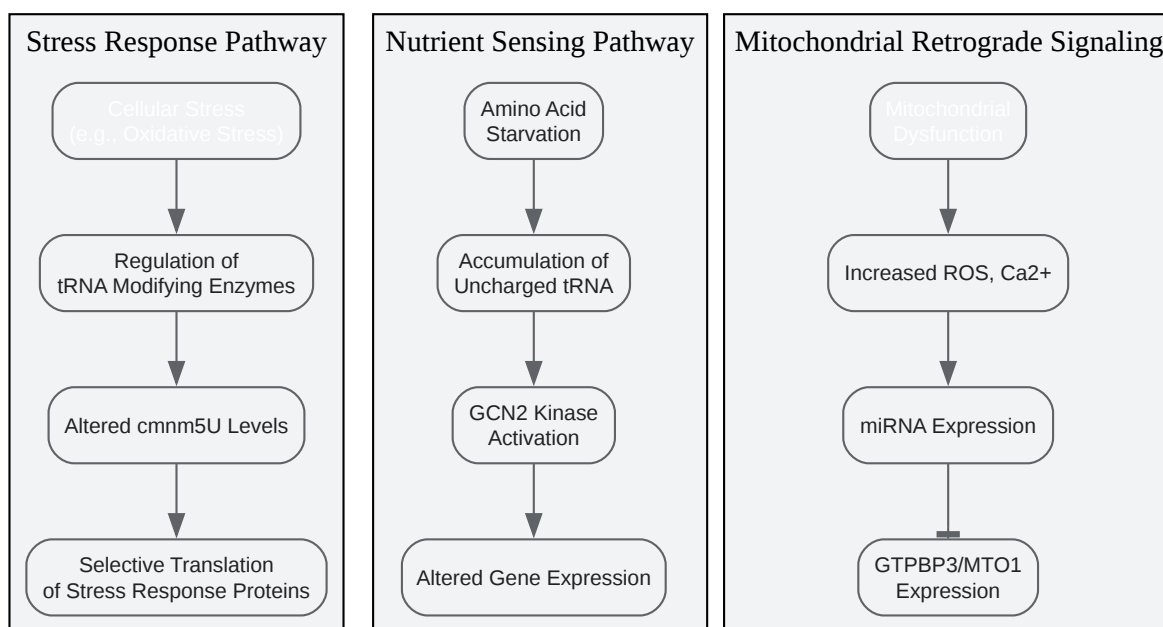 Stress Response Pathway
Cellular Stress
(e.g., Oxidative Stress)
Regulation of
tRNA Modifying Enzymes
Altered cmnm5U Levels
Selective Translation
of Stress Response Proteins
Nutrient Sensing Pathway
Amino Acid
Starvation
Accumulation of
Uncharged tRNA
GCN2 Kinase
Activation
Altered Gene Expression
Mitochondrial Retrograde Signaling
Mitochondrial
Dysfunction
Increased ROS, Ca2+
miRNA Expression
GTPBP3/MTO1
Expression